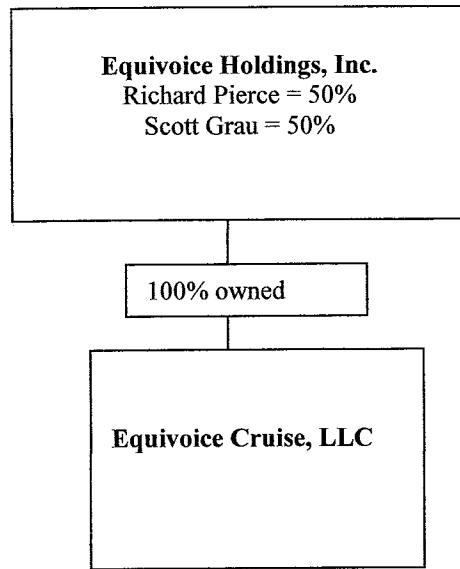 Equivoice Holdings, Inc.
Richard Pierce = 50%
Scott Grau = 50%
100% owned
Equivoice Cruise, LLC